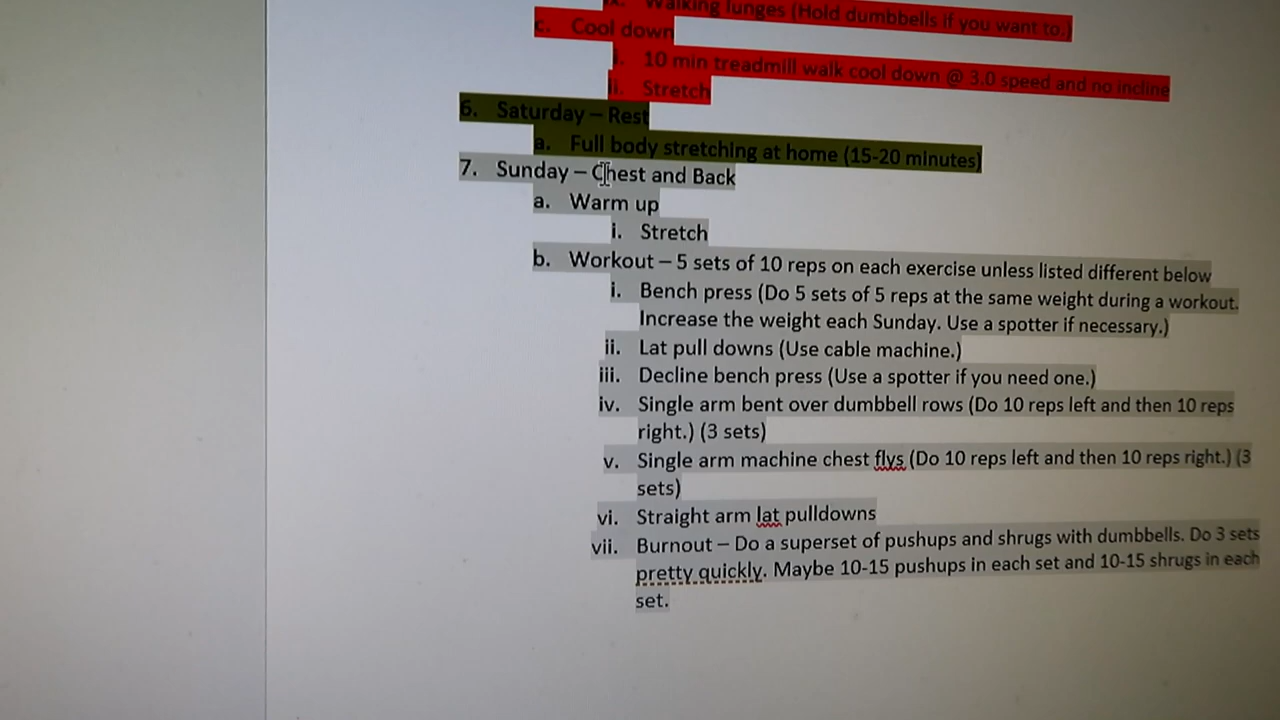 ix. Walking lunges (Hold dumbbells if you want to.)
c. Cool down
i. 10 min treadmill walk cool down @ 3.0 speed and no incline
ii. Stretch
6. Saturday – Rest
a. Full body stretching at home (15-20 minutes)
7. Sunday – Chest and Back
a. Warm up
i. Stretch
b. Workout – 5 sets of 10 reps on each exercise unless listed different below
i. Bench press (Do 5 sets of 5 reps at the same weight during a workout.
Increase the weight each Sunday. Use a spotter if necessary.)
ii. Lat pull downs (Use cable machine.)
iii. Decline bench press (Use a spotter if you need one.)
iv. Single arm bent over dumbbell rows (Do 10 reps left and then 10 reps
right.) (3 sets)
v. Single arm machine chest flys (Do 10 reps left and then 10 reps right.) (3
sets)
vi. Straight arm lat pulldowns
vii. Burnout – Do a superset of pushups and shrugs with dumbbells. Do 3 sets
pretty quickly. Maybe 10-15 pushups in each set and 10-15 shrugs in each
set.